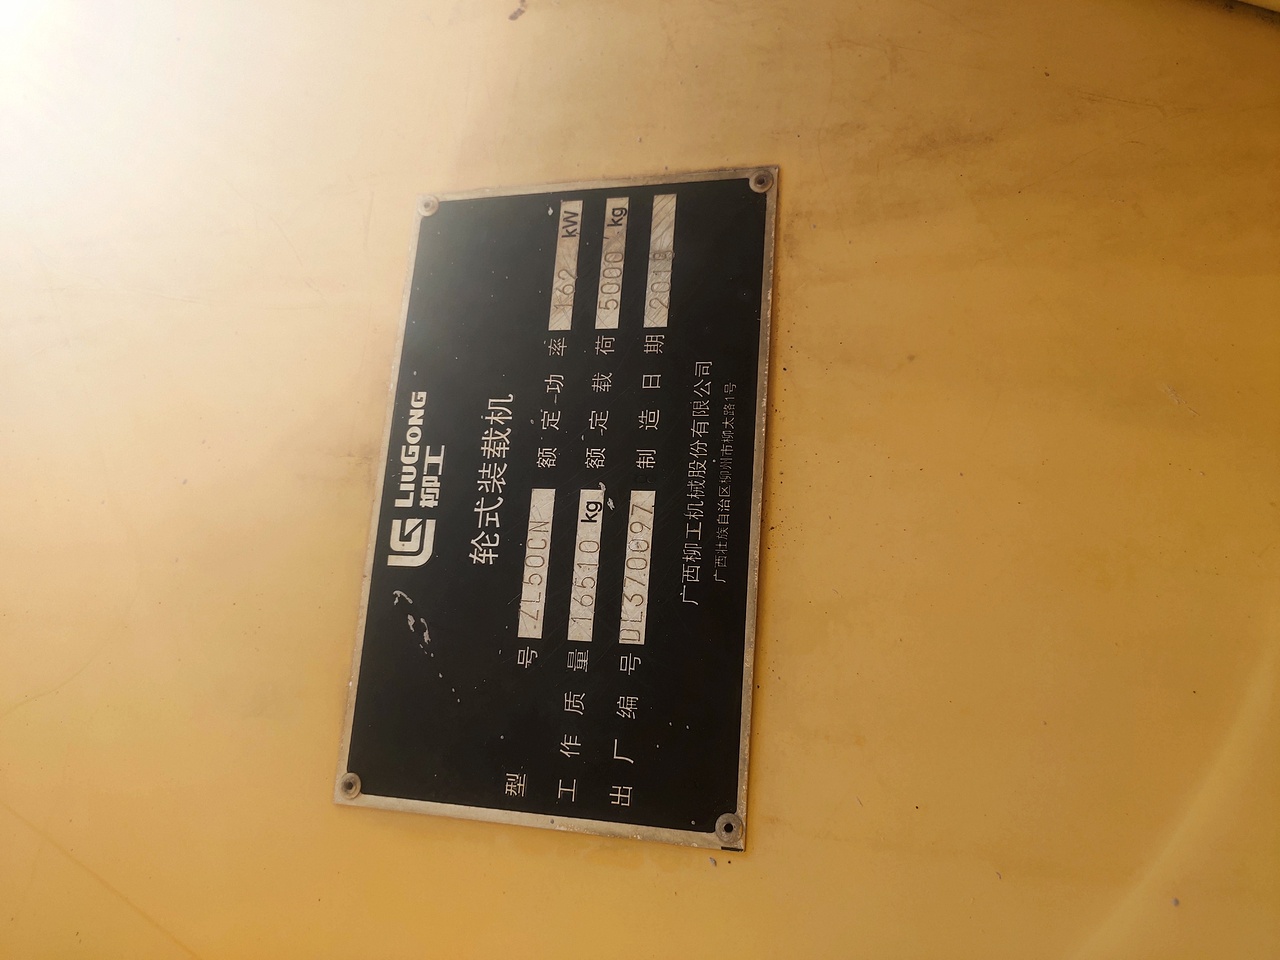 LIUGONG
柳工
轮式装载机
型号 ZL50CN 额定功率 162 kW
工作质量 16510 kg 额定载荷 5000 kg
出厂编号 DL370097 制造日期 2018
广西柳工机械股份有限公司
广西壮族自治区柳州市柳太路1号